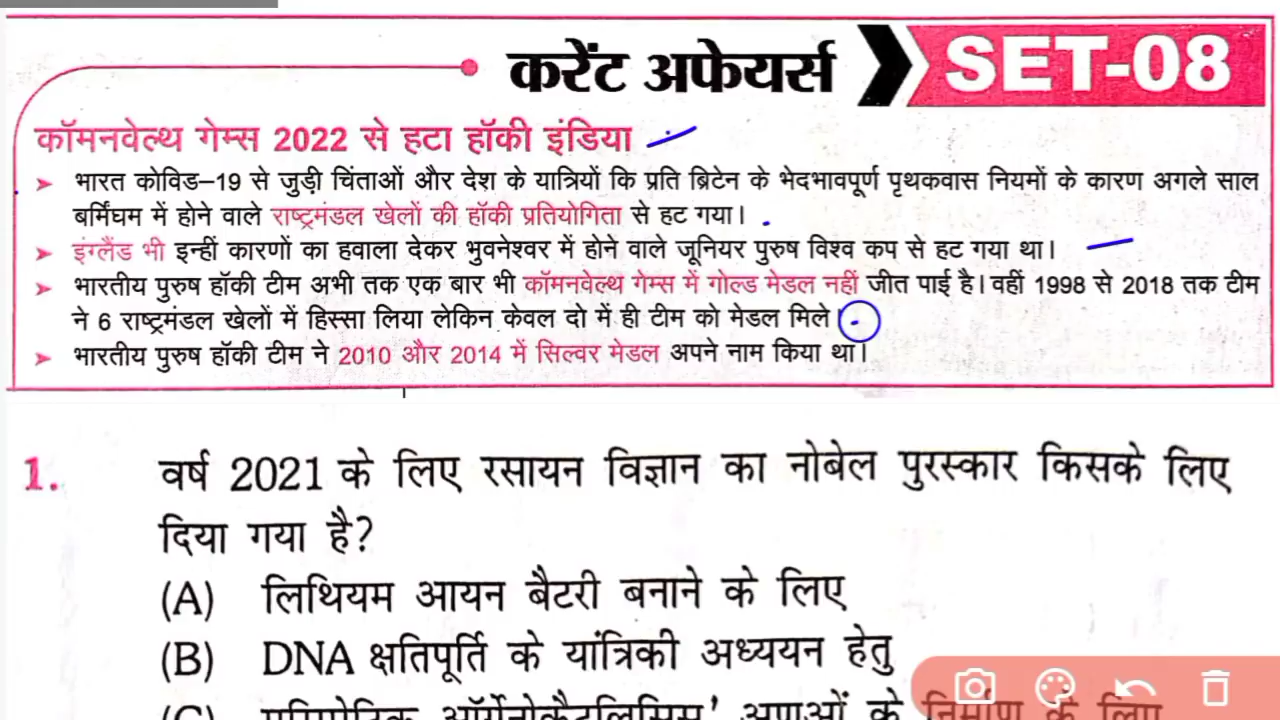 करेंट अफेयर्स SET-08
कॉमनवेल्थ गेम्स 2022 से हटा हॉकी इंडिया
➤ भारत कोविड–19 से जुड़ी चिंताओं और देश के यात्रियों कि प्रति ब्रिटेन के भेदभावपूर्ण पृथकवास नियमों के कारण अगले साल
बर्मिंघम में होने वाले राष्ट्रमंडल खेलों की हॉकी प्रतियोगिता से हट गया।
➤ इंग्लैंड भी इन्हीं कारणों का हवाला देकर भुवनेश्वर में होने वाले जूनियर पुरुष विश्व कप से हट गया था।
➤ भारतीय पुरुष हॉकी टीम अभी तक एक बार भी कॉमनवेल्थ गेम्स में गोल्ड मेडल नहीं जीत पाई है। वहीं 1998 से 2018 तक टीम
ने 6 राष्ट्रमंडल खेलों में हिस्सा लिया लेकिन केवल दो में ही टीम को मेडल मिले।
➤ भारतीय पुरुष हॉकी टीम ने 2010 और 2014 में सिल्वर मेडल अपने नाम किया था।
1. वर्ष 2021 के लिए रसायन विज्ञान का नोबेल पुरस्कार किसके लिए
दिया गया है?
(A) लिथियम आयन बैटरी बनाने के लिए
(B) DNA क्षतिपूर्ति के यांत्रिकी अध्ययन हेतु
(C) ऑर्गेनोकैटलिसिस' अणुओं के निर्माण के लिए